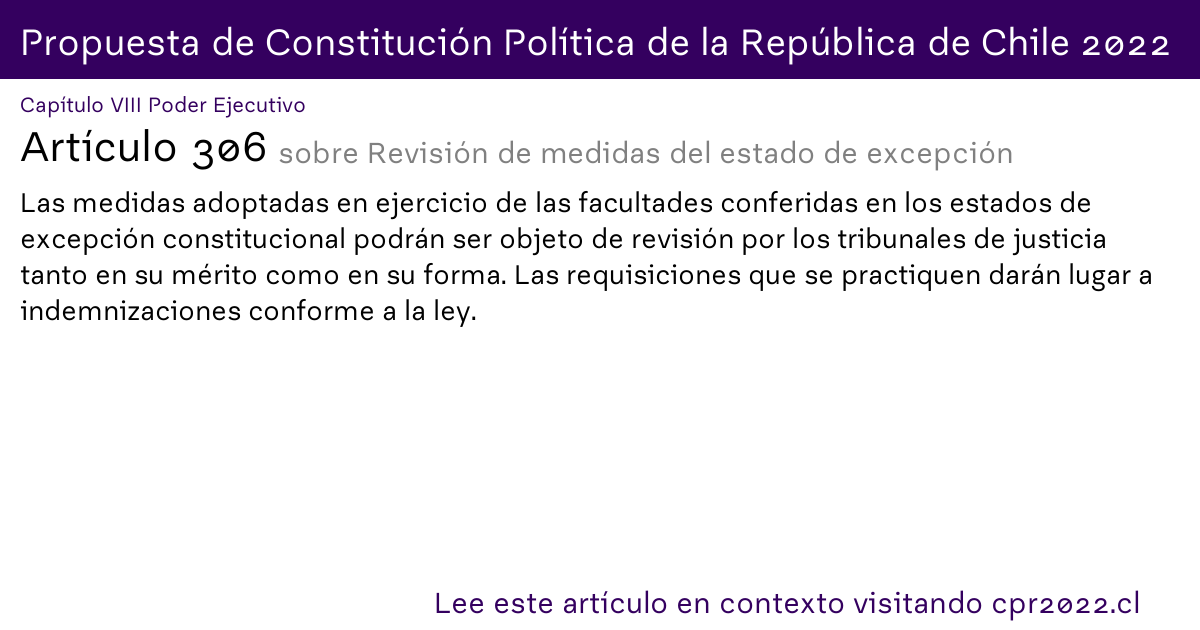 Propuesta de Constitución Política de la República de Chile 2022
Capítulo VIII Poder Ejecutivo
Artículo 306 sobre Revisión de medidas del estado de excepción
Las medidas adoptadas en ejercicio de las facultades conferidas en los estados de
excepción constitucional podrán ser objeto de revisión por los tribunales de justicia
tanto en su mérito como en su forma. Las requisiciones que se practiquen darán lugar a
indemnizaciones conforme a la ley.
Lee este artículo en contexto visitando cpr2022.cl